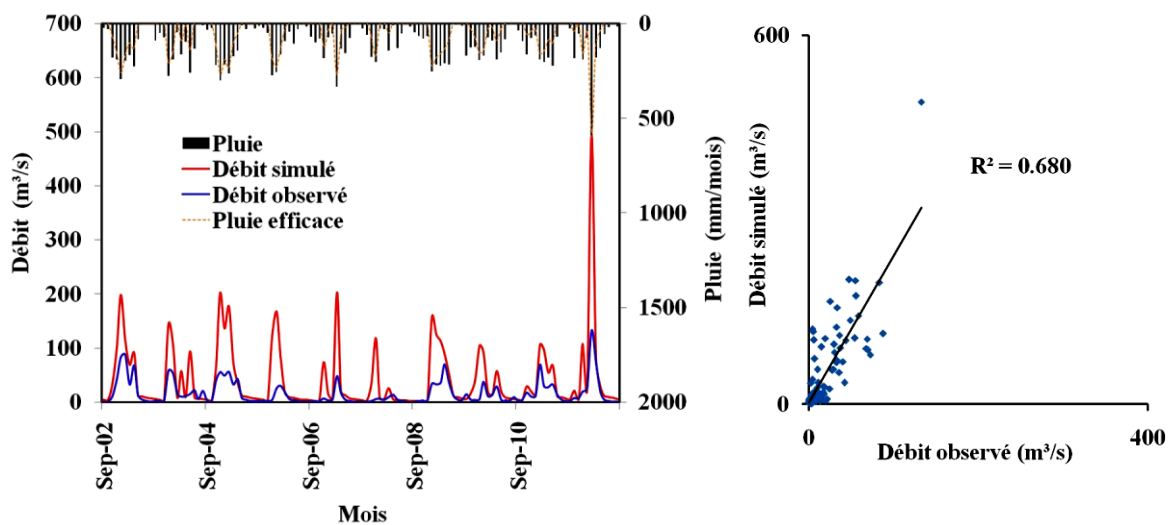 700
600
500
400
300
200
100
0
Débit (m³/s)
Pluie
Débit simulé
Débit observé
Pluie efficace
Sep-02
Sep-04
Sep-06
Sep-08
Sep-10
Mois
0
500
1000
1500
2000
Pluie (mm/mois)
600
0
Débit simulé (m³/s)
R² = 0.680
0
400
Débit observé (m³/s)